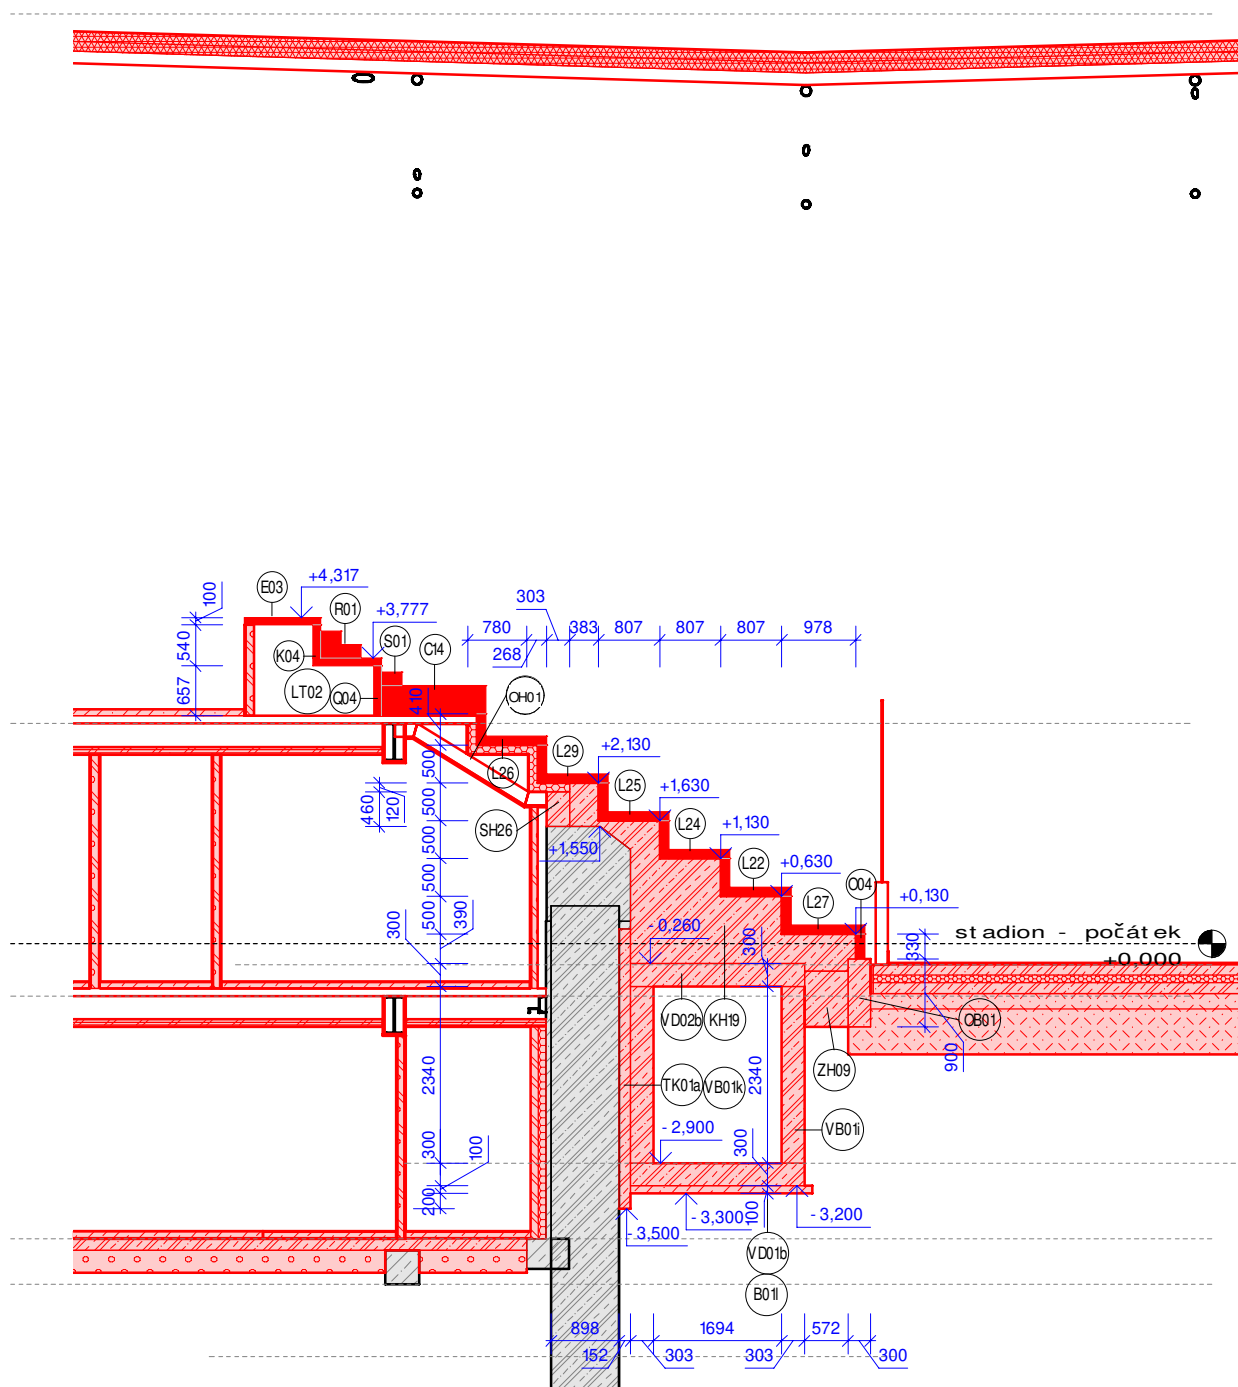 +4,317
E03
100
R01
+3,777
303
540
780
383
807
807
807
978
K04
S01
C14
268
657
LT02
Q04
410
OH01
+2,130
L29
L26
500
L25
+1,630
460
120
500
SH26
L24
+1,130
+1,550
500
L22
+0,630
500
O04
L27
+0,130
300
500
390
- 0,260
300
330
stadion - počátek
+0,000
VD02b
KH19
OB01
900
2340
TK01a
VB01k
2340
ZH09
VB01i
300
100
- 2,900
300
200
- 3,500
- 3,300
100
- 3,200
VD01b
B01l
898
1694
572
152
303
303
300